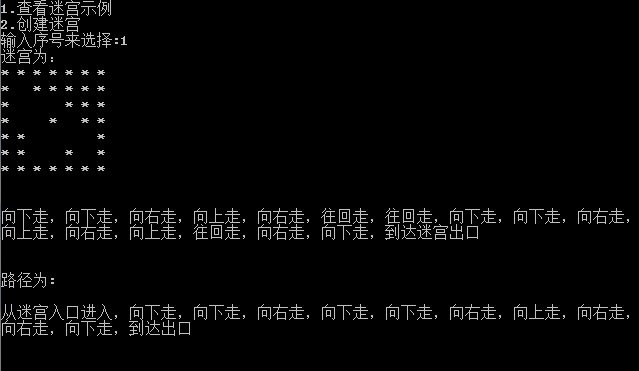 1.查看迷宫示例
2.创建迷宫
输入序号来选择:1
迷宫为:
* * * * * * *
*   * * * * *
*       * * *
*     *   * *
* *         *
* *     *   *
* * * * * * *
向下走，向下走，向右走，向上走，向右走，往回走，往回走，向下走，向下走，向右走，
向上走，向右走，向上走，往回走，向右走，向下走，到达迷宫出口
路径为:
从迷宫入口进入，向下走，向下走，向右走，向下走，向下走，向右走，向上走，向右走，
向右走，向下走，到达出口